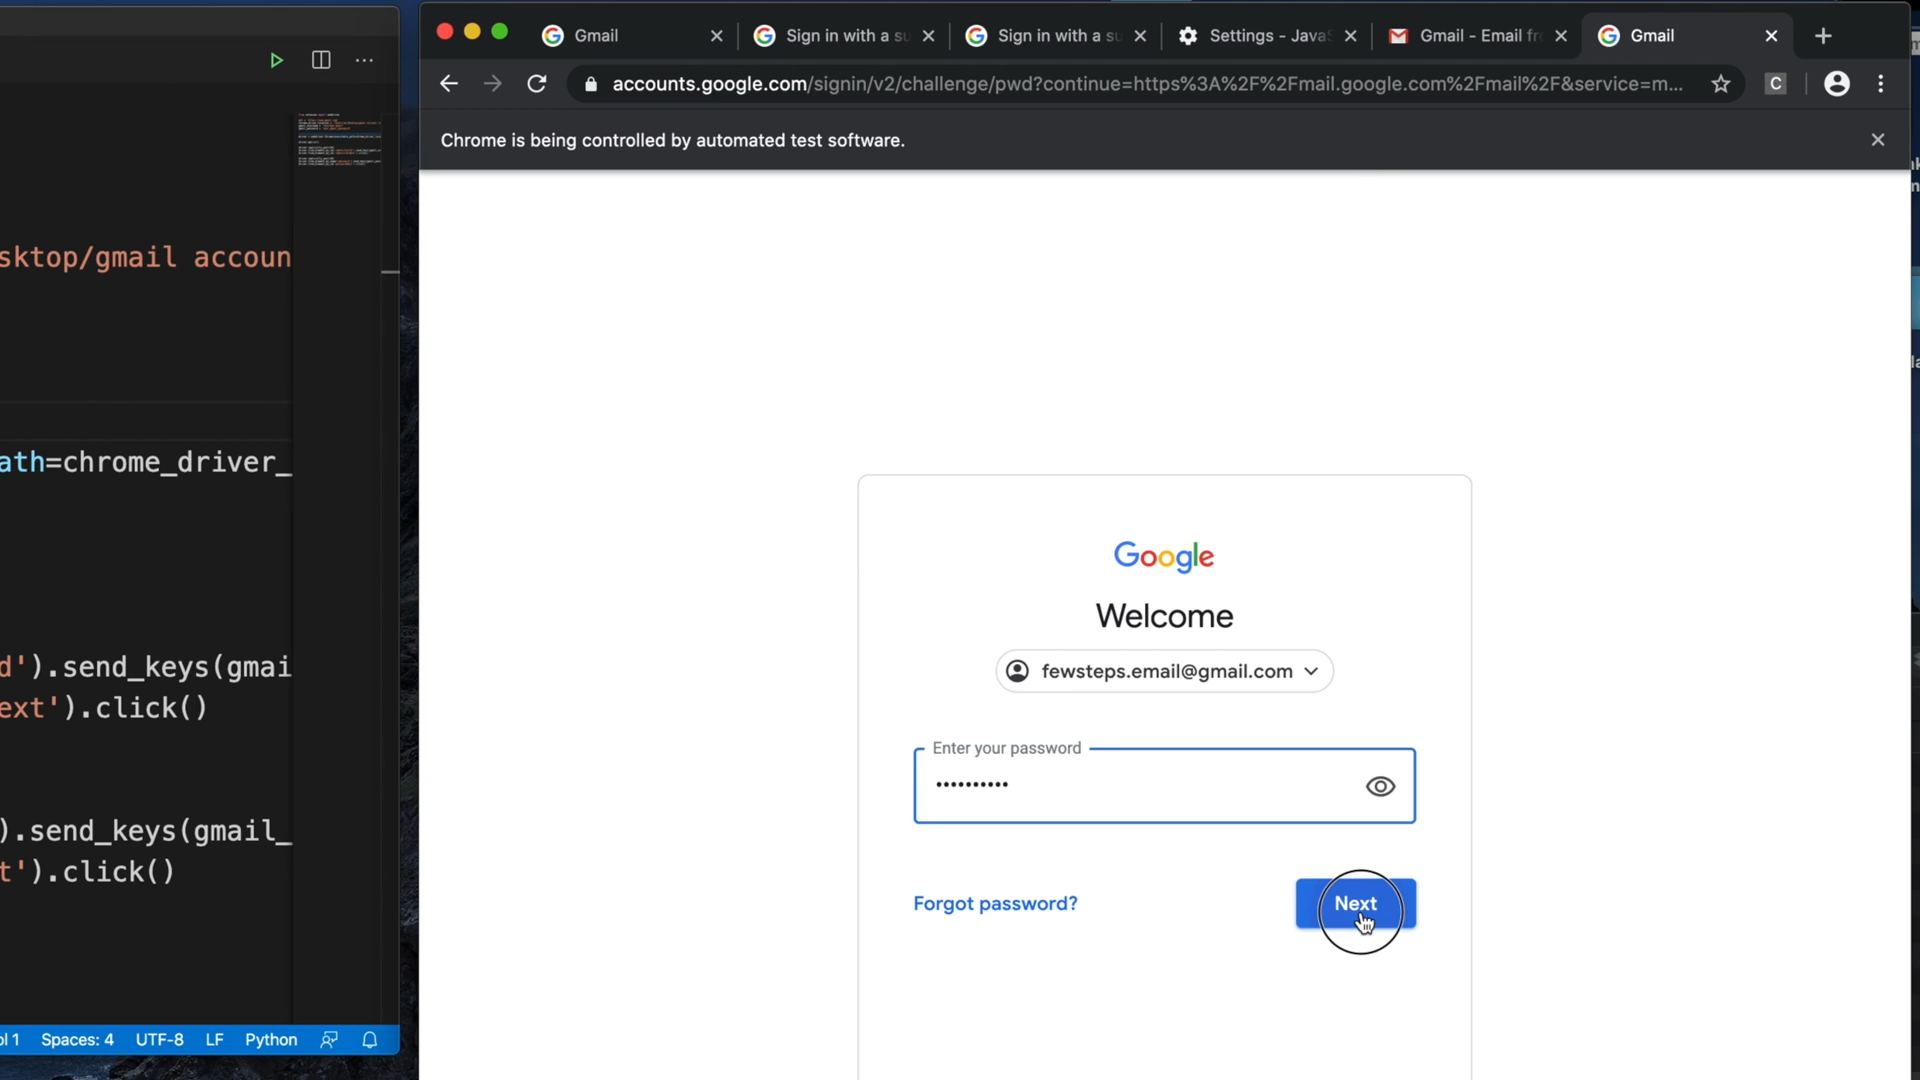 sktop/gmail accoun
ath=chrome_driver_
d').send_keys(gmai
ext').click()
).send_keys(gmail_
t').click()
Spaces: 4 UTF-8 LF Python
Gmail
Sign in with a su
Sign in with a su
Settings - JavaS
Gmail - Email fr
Gmail
accounts.google.com/signin/v2/challenge/pwd?continue=https%3A%2F%2Fmail.google.com%2Fmail%2F&service=m...
C
Chrome is being controlled by automated test software.
Google
Welcome
fewsteps.email@gmail.com
Enter your password
Forgot password?
Next